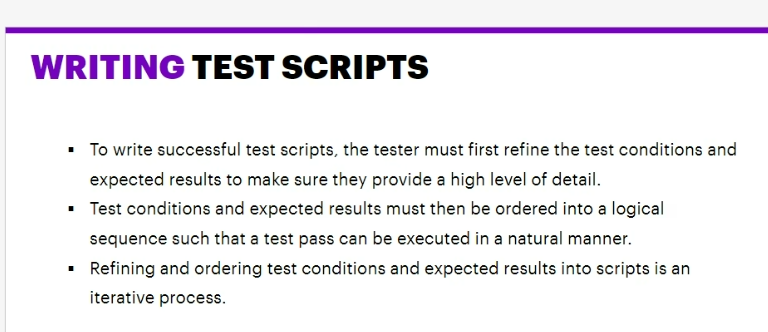 WRITING TEST SCRIPTS
▪ To write successful test scripts, the tester must first refine the test conditions and
expected results to make sure they provide a high level of detail.
▪ Test conditions and expected results must then be ordered into a logical
sequence such that a test pass can be executed in a natural manner.
▪ Refining and ordering test conditions and expected results into scripts is an
iterative process.